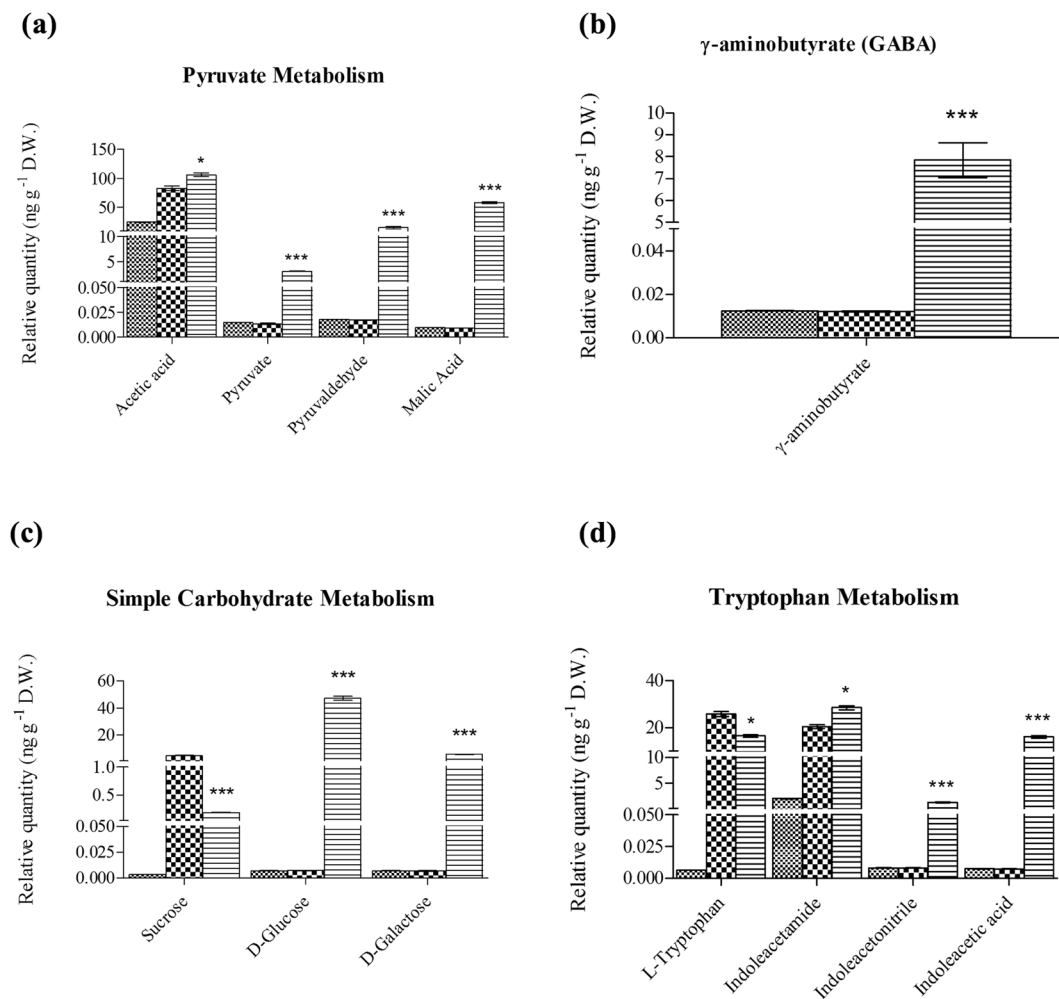 (a)
Pyruvate Metabolism
Relative quantity (ng g⁻¹ D.W.)
150
100
50
10
5
0.050
0.025
0.000
*
***
***
***
Acetic acid
Pyruvate
Pyruvaldehyde
Malic Acid
(b)
γ-aminobutyrate (GABA)
Relative quantity (ng g⁻¹ D.W.)
10
9
8
7
6
5
0.04
0.02
0.00
***
γ-aminobutyrate
(c)
Simple Carbohydrate Metabolism
Relative quantity (ng g⁻¹ D.W.)
60
40
20
1.0
0.5
0.050
0.025
0.000
***
***
***
Sucrose
D-Glucose
D-Galactose
(d)
Tryptophan Metabolism
Relative quantity (ng g⁻¹ D.W.)
40
20
10
5
0.050
0.025
0.000
*
*
***
***
L-Tryptophan
Indoleacetamide
Indoleacetonitrile
Indoleacetic acid